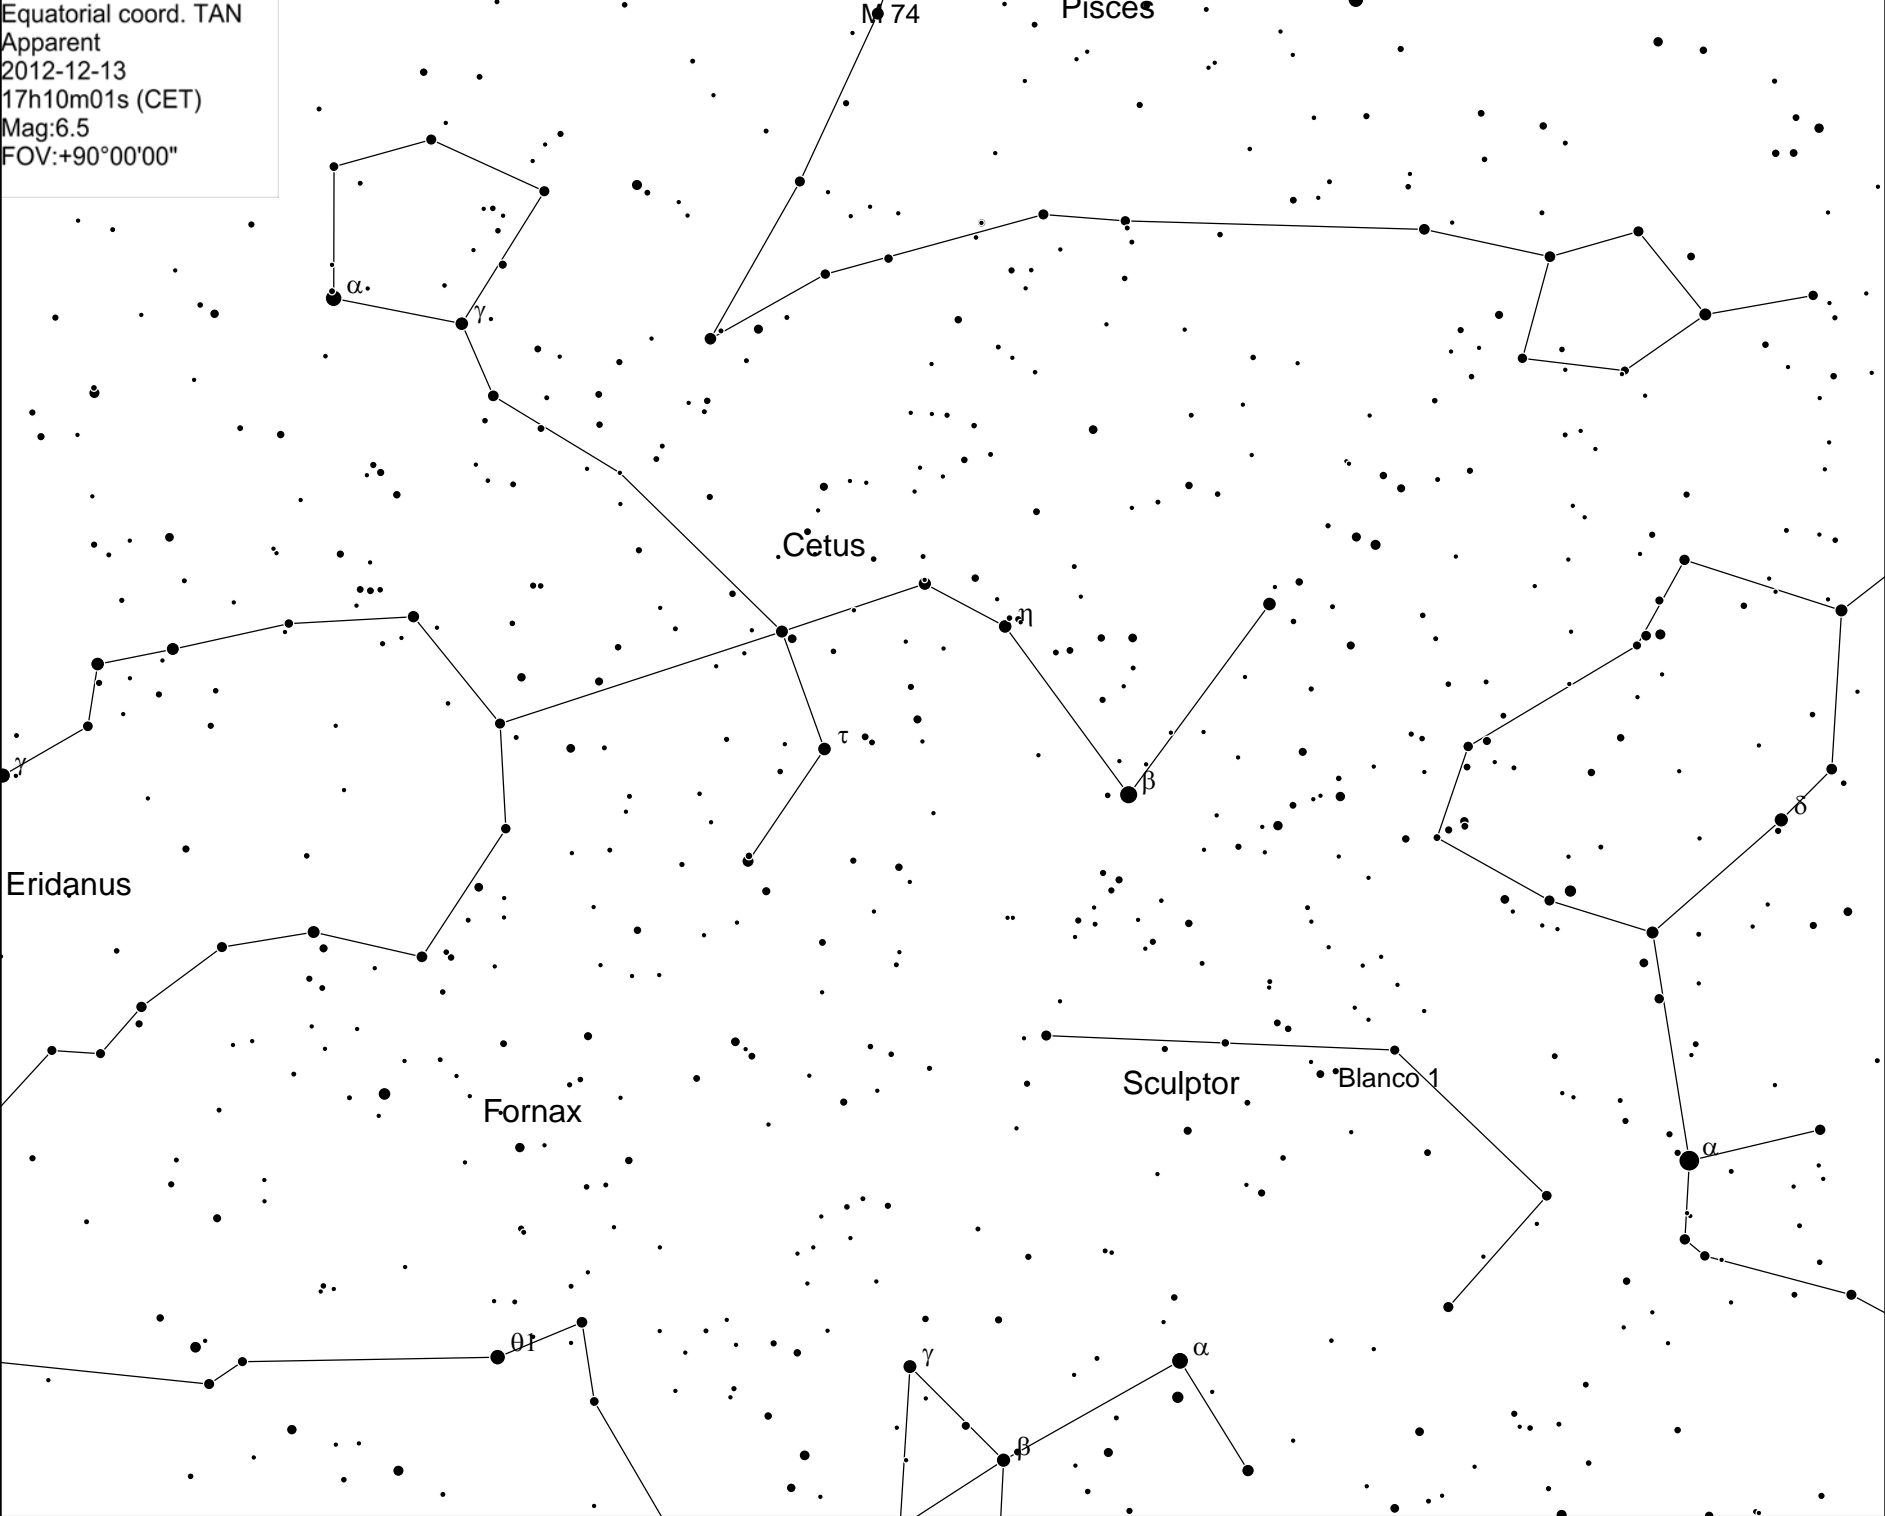 Equatorial coord. TAN
Apparent
2012-12-13
17h10m01s (CET)
Mag:6.5
FOV:+90°00'00"
M 74
Pisces
α
γ
Cetus
η
τ
β
γ
δ
Eridanus
Sculptor
Blanco 1
Fornax
α
θ1
γ
α
β